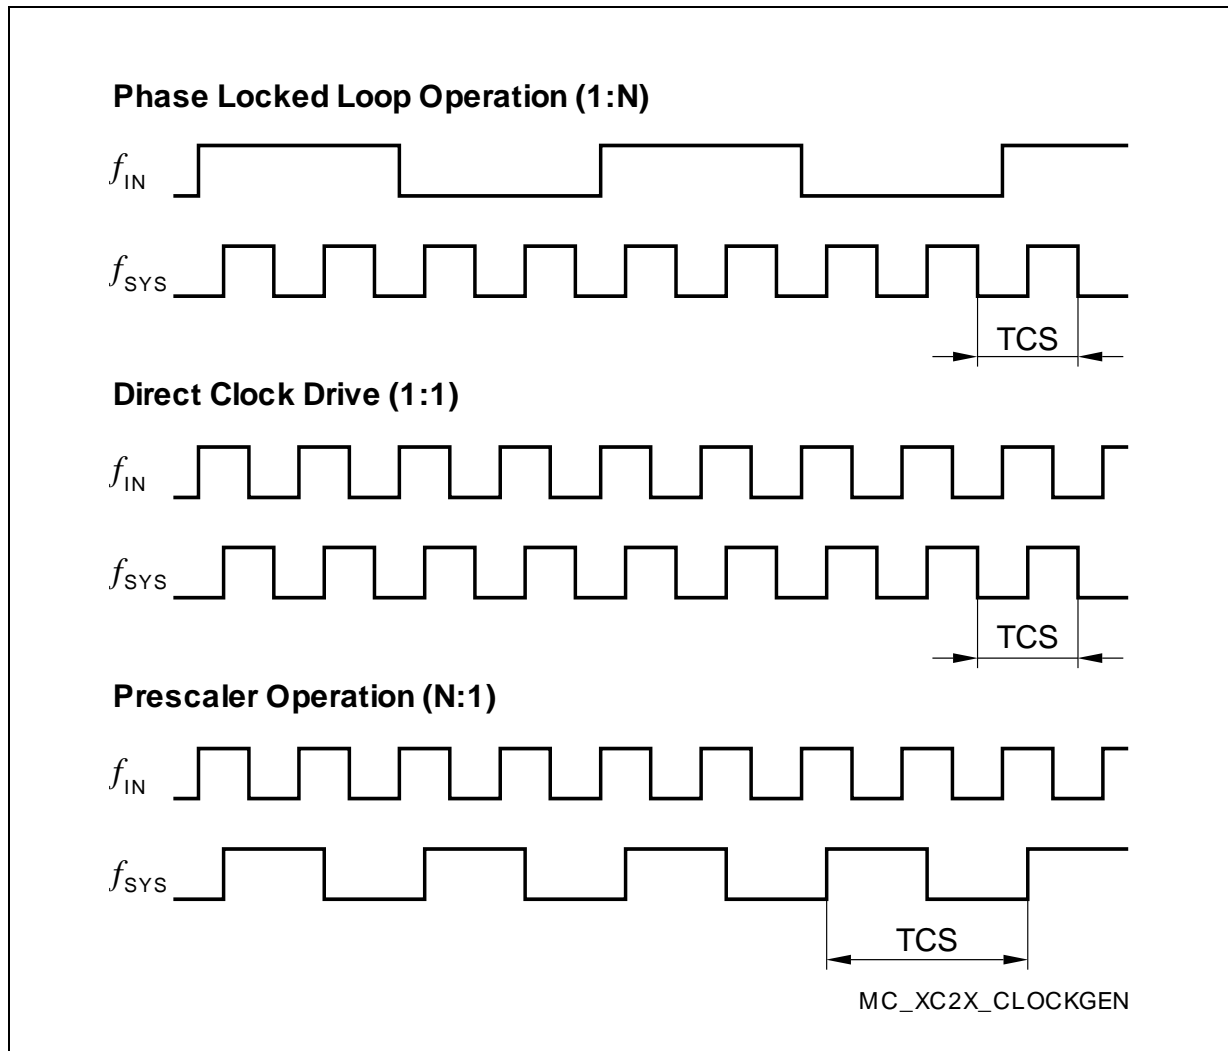 Phase Locked Loop Operation (1:N)
fIN
fSYS
TCS
Direct Clock Drive (1:1)
fIN
fSYS
TCS
Prescaler Operation (N:1)
fIN
fSYS
TCS
MC_XC2X_CLOCKGEN